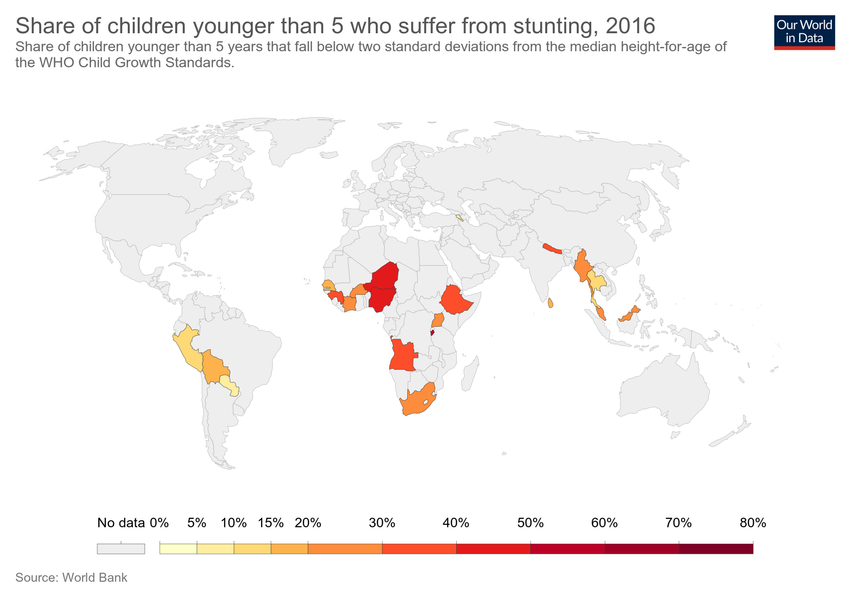 Share of children younger than 5 who suffer from stunting, 2016
Share of children younger than 5 years that fall below two standard deviations from the median height-for-age of
the WHO Child Growth Standards.
Our World
in Data
No data 0% 5% 10% 15% 20% 30% 40% 50% 60% 70% 80%
Source: World Bank